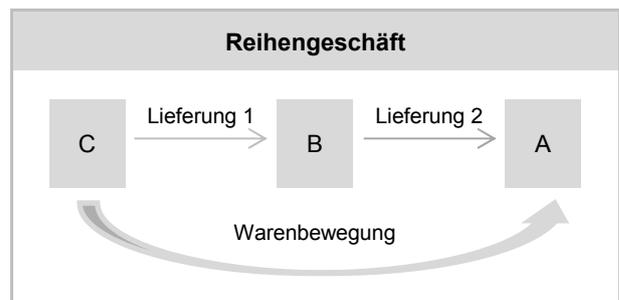 Reihengeschäft
Lieferung 1
Lieferung 2
C
B
A
Warenbewegung